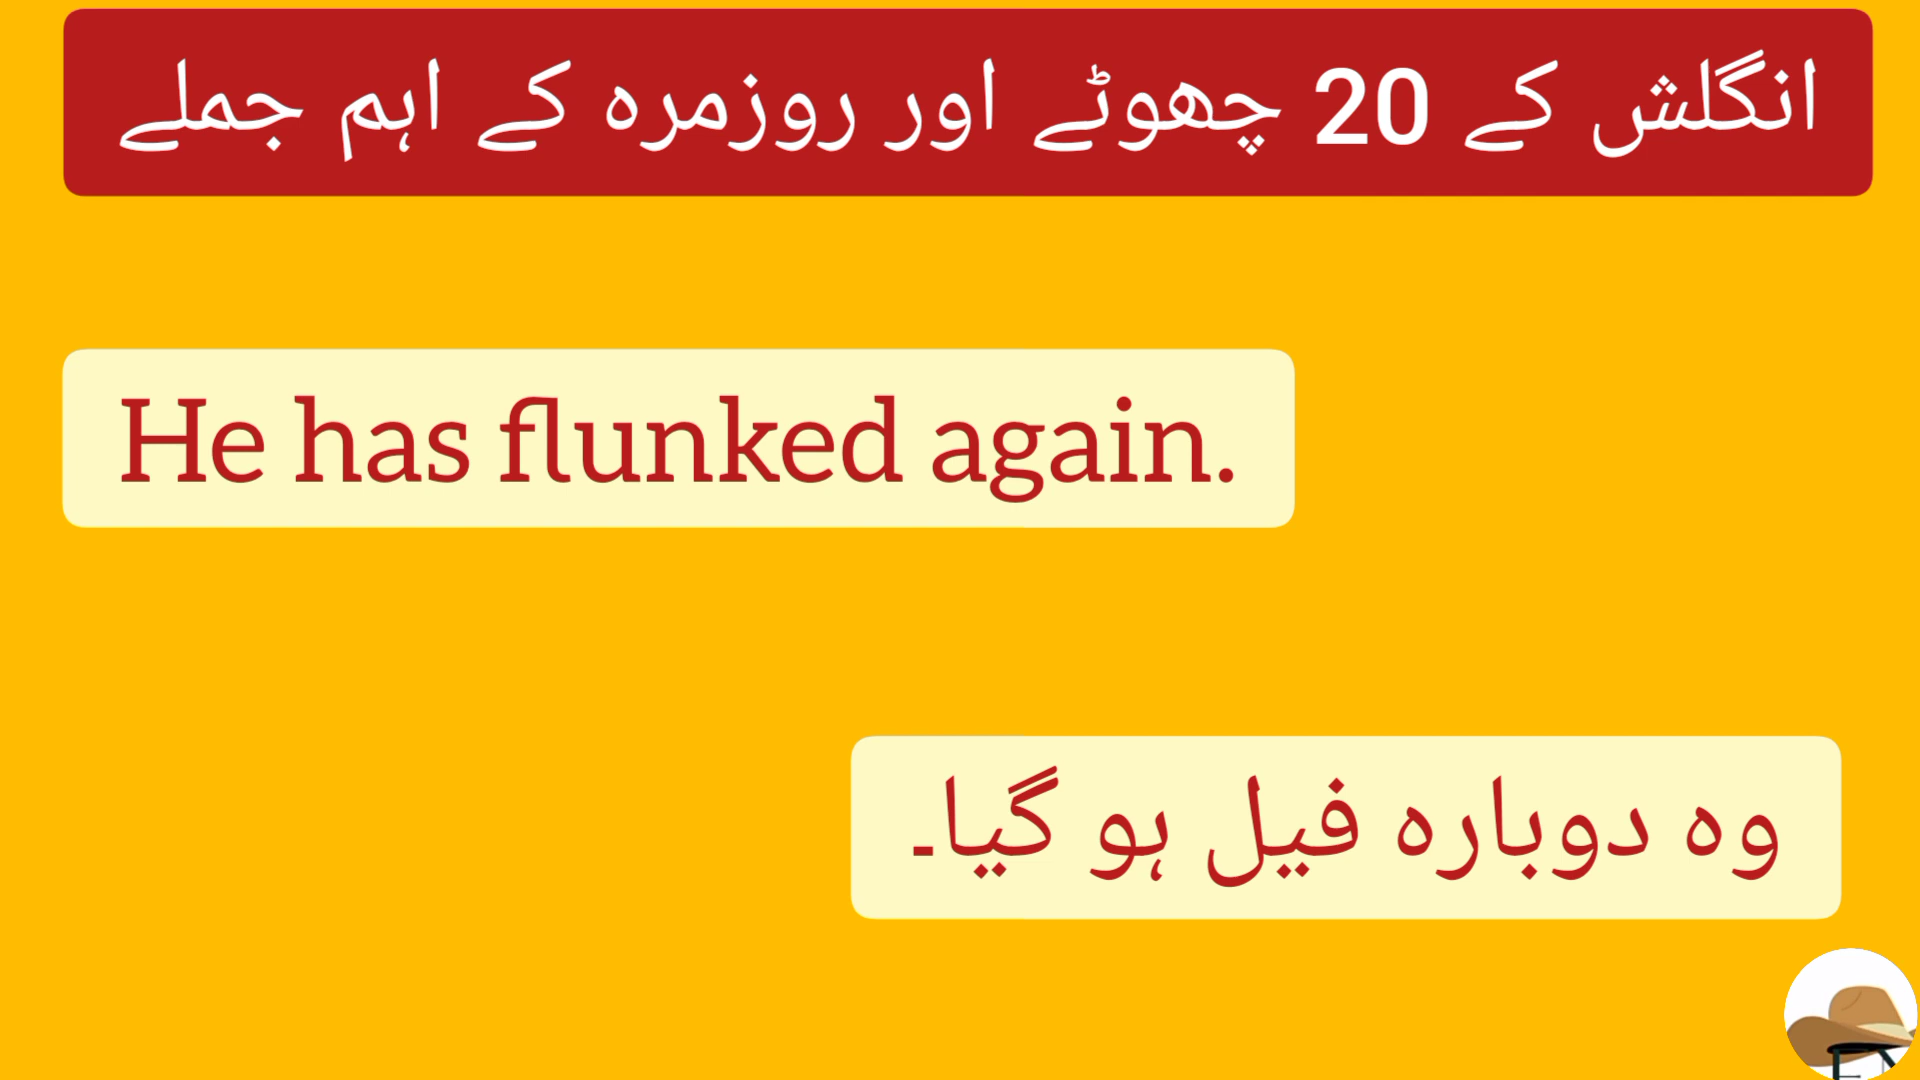 انگلش کے 20 چھوٹے اور روزمرہ کے اہم جملے
He has flunked again.
وہ دوبارہ فیل ہو گیا۔